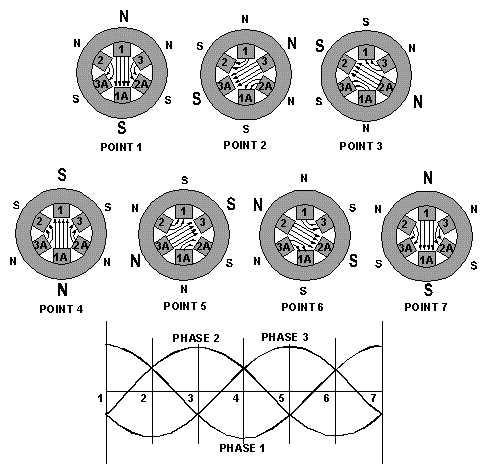 N
N N
1
2 3
3A 2A
1A
S S
S
POINT 1
N
S N
1
2 3
3A 2A
1A
S N
S
POINT 2
S
S N
1
2 3
3A 2A
1A
S N
N
POINT 3
S
S S
1
2 3
3A 2A
1A
N N
N
POINT 4
S
N S
1
2 3
3A 2A
1A
N S
N
POINT 5
N
N S
1
2 3
3A 2A
1A
N S
S
POINT 6
N
N N
1
2 3
3A 2A
1A
S S
S
POINT 7
PHASE 2 PHASE 3
1 2 3 4 5 6 7
PHASE 1